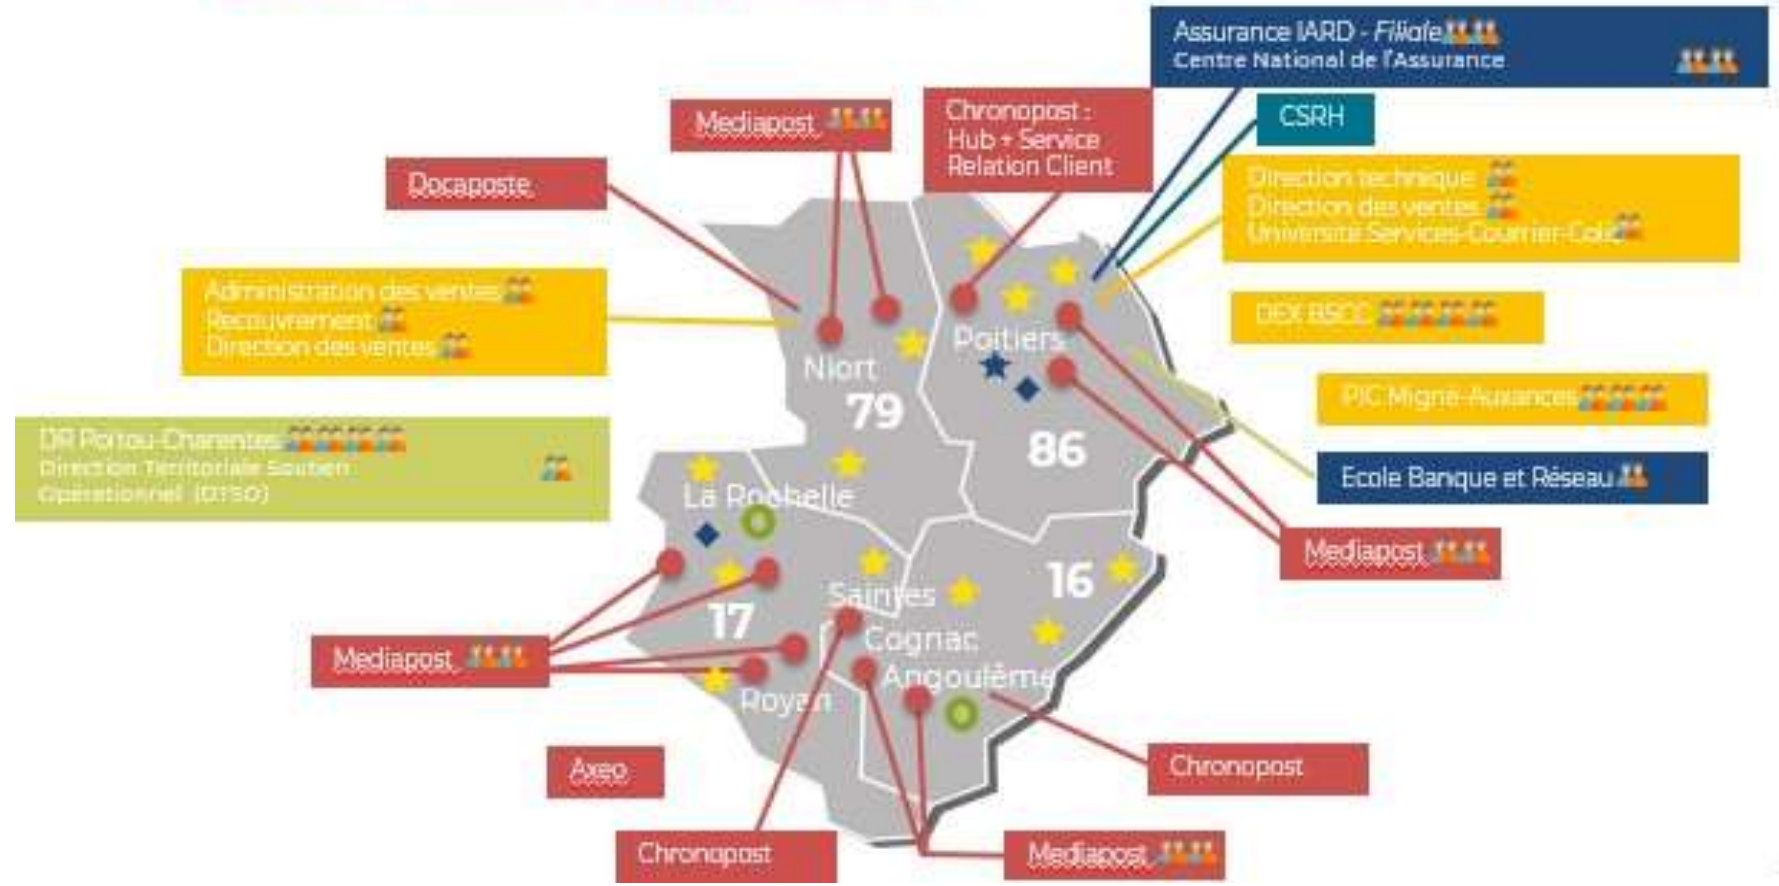 Assurance IARD - Filiale
Centre National de l'Assurance
Mediapost
Chronopost :
Hub + Service
Relation Client
CSRH
Docaposte
Direction technique
Direction des ventes
Université Services-Courrier-Colis
Administration des ventes
Recouvrement
Direction des ventes
DEX BSCC
Poitiers
Niort
79
PIC Migné-Auxances
DR Poitou-Charentes
Direction Territoriale Soutien
Opérationnel (DTSO)
86
Ecole Banque et Réseau
La Rochelle
Mediapost
16
Saintes
17
Cognac
Mediapost
Angoulême
Royan
Axeo
Chronopost
Chronopost
Mediapost